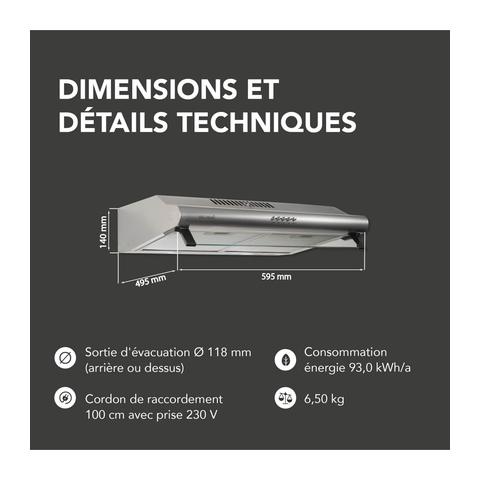 DIMENSIONS ET
DÉTAILS TECHNIQUES
140 mm
495 mm
595 mm
Sortie d'évacuation Ø 118 mm
(arrière ou dessus)
Consommation
énergie 93,0 kWh/a
Cordon de raccordement
100 cm avec prise 230 V
6,50 kg